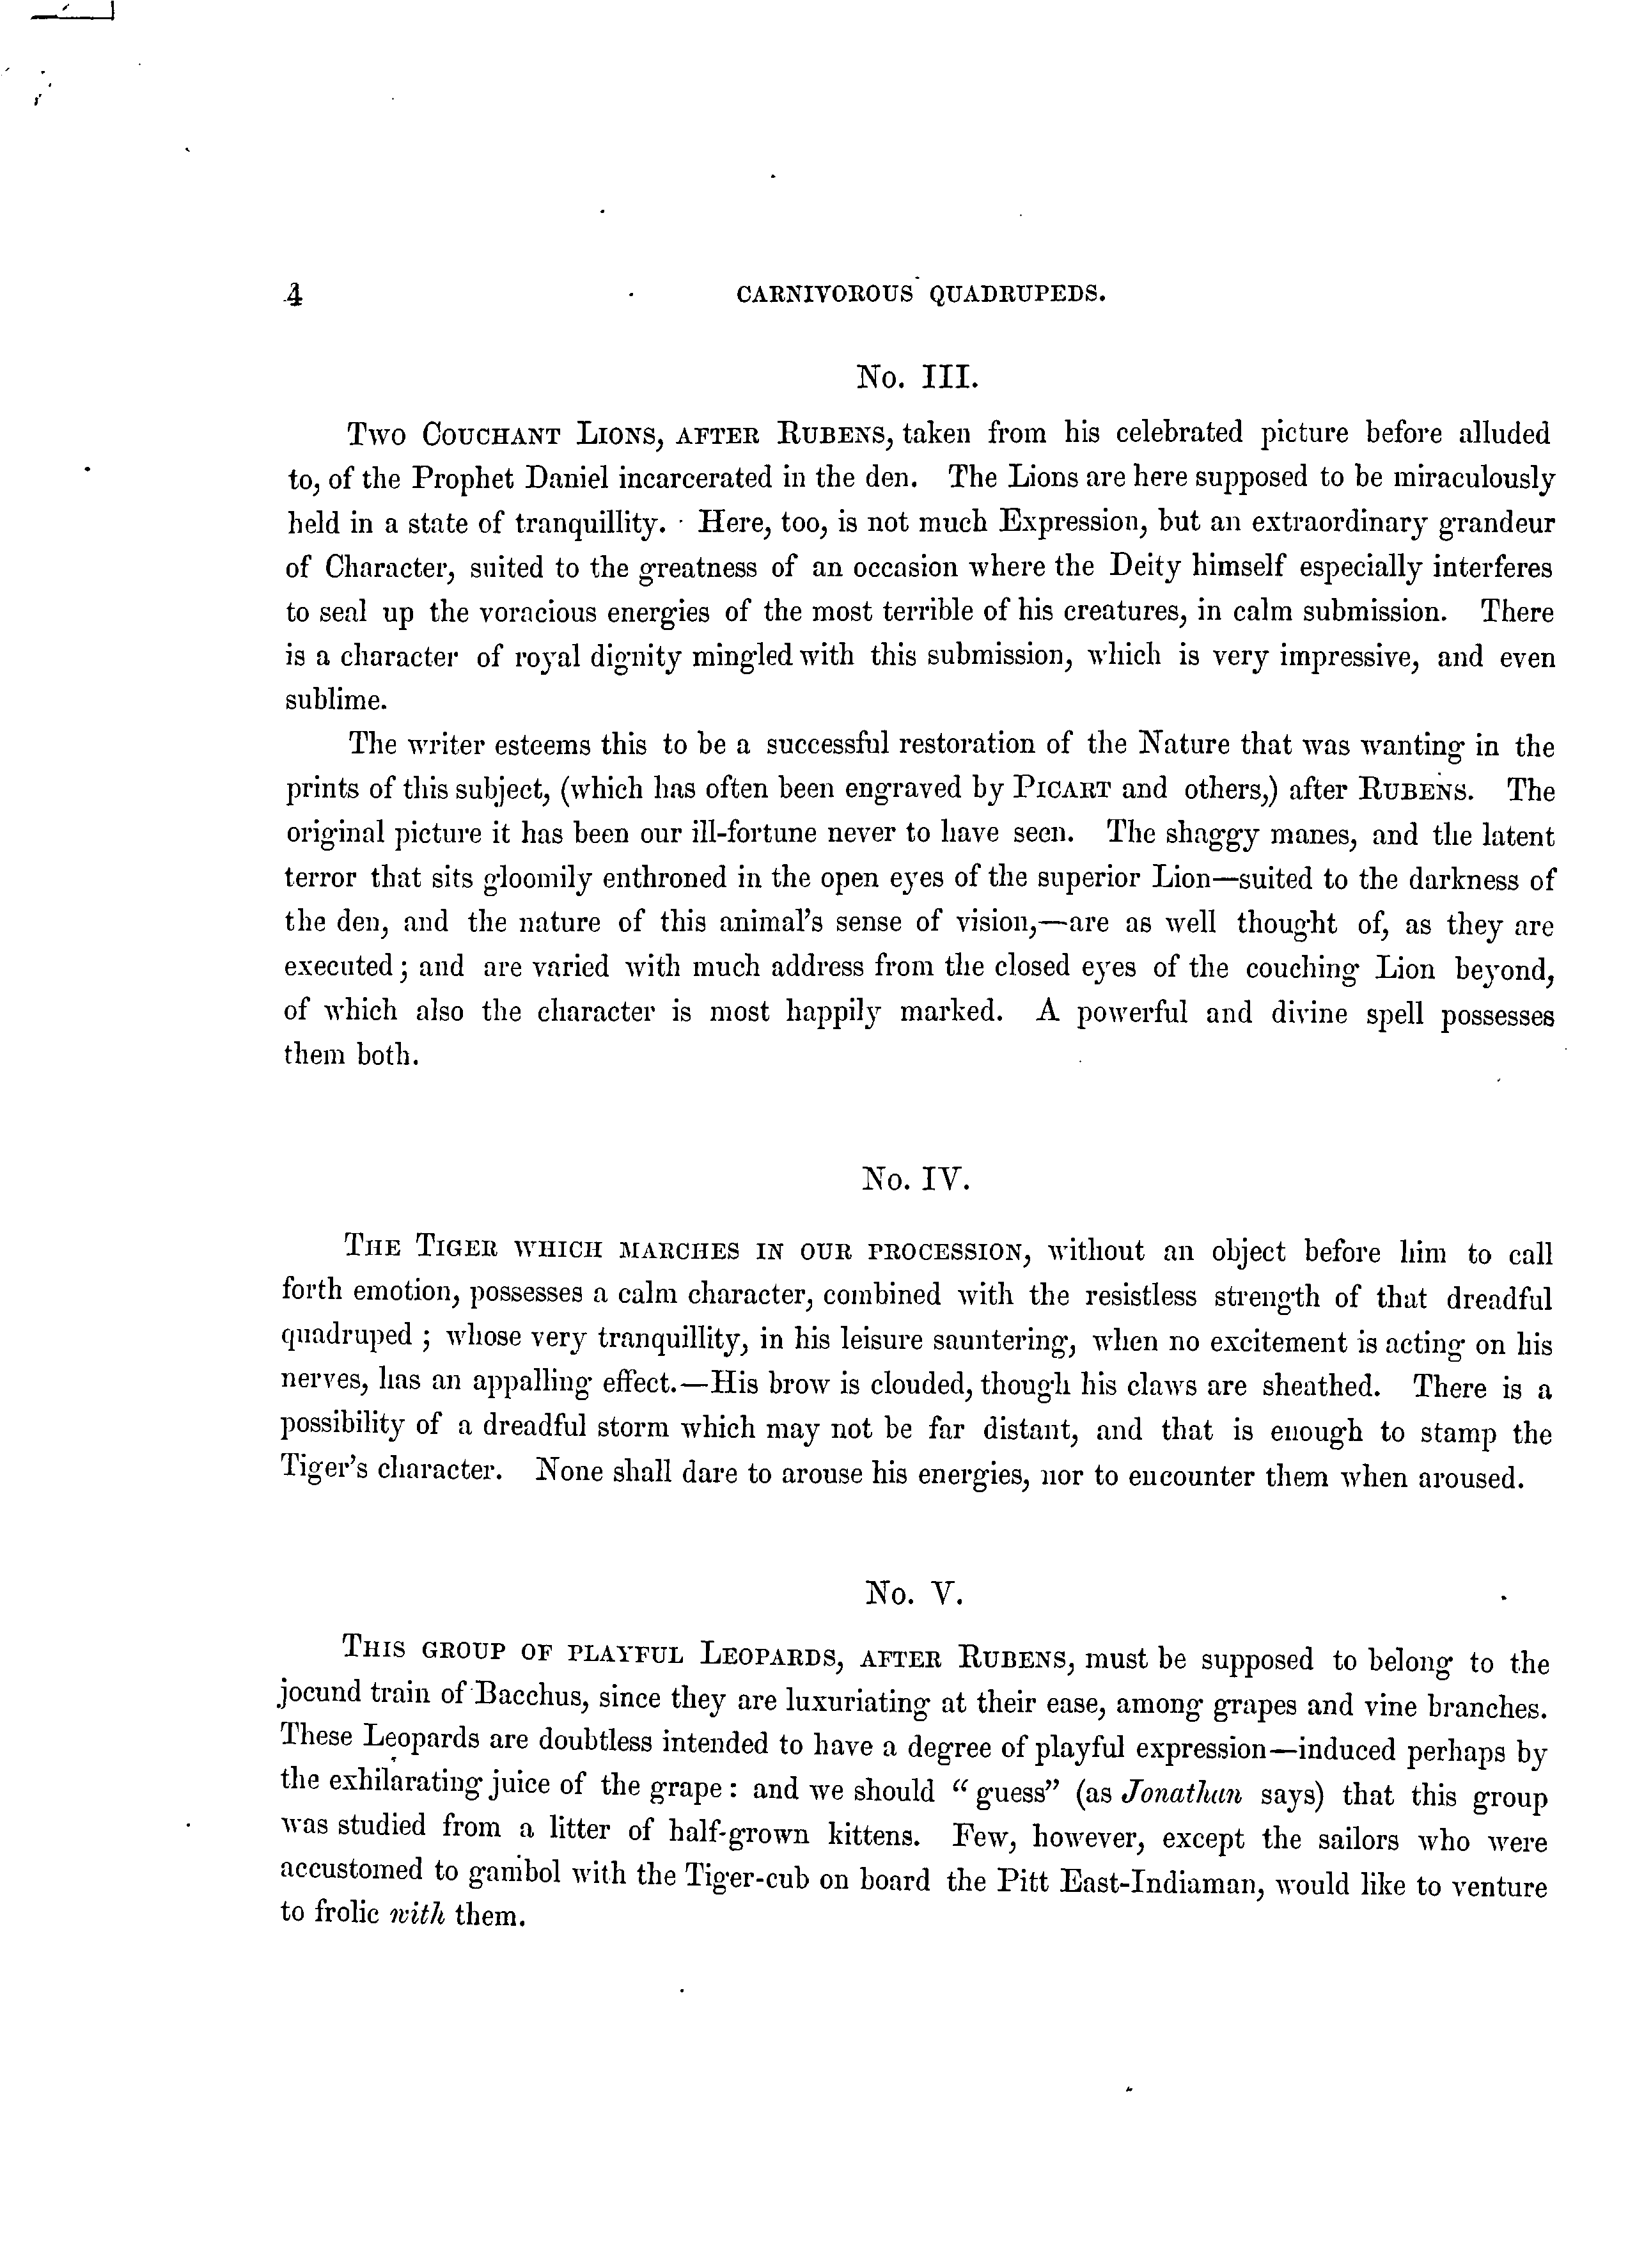 4 CARNIVOROUS QUADRUPEDS.
No. III.
TWO COUCHANT LIONS, AFTER RUBENS, taken from his celebrated picture before alluded
to, of the Prophet Daniel incarcerated in the den. The Lions are here supposed to be miraculously
held in a state of tranquillity. Here, too, is not much Expression, but an extraordinary grandeur
of Character, suited to the greatness of an occasion where the Deity himself especially interferes
to seal up the voracious energies of the most terrible of his creatures, in calm submission. There
is a character of royal dignity mingled with this submission, which is very impressive, and even
sublime.
The writer esteems this to be a successful restoration of the Nature that was wanting in the
prints of this subject, (which has often been engraved by PICART and others,) after RUBENS. The
original picture it has been our ill-fortune never to have seen. The shaggy manes, and the latent
terror that sits gloomily enthroned in the open eyes of the superior Lion—suited to the darkness of
the den, and the nature of this animal's sense of vision,—are as well thought of, as they are
executed; and are varied with much address from the closed eyes of the couching Lion beyond,
of which also the character is most happily marked. A powerful and divine spell possesses
them both.
No. IV.
THE TIGER WHICH MARCHES IN OUR PROCESSION, without an object before him to call
forth emotion, possesses a calm character, combined with the resistless strength of that dreadful
quadruped ; whose very tranquillity, in his leisure sauntering, when no excitement is acting on his
nerves, has an appalling effect.—His brow is clouded, though his claws are sheathed. There is a
possibility of a dreadful storm which may not be far distant, and that is enough to stamp the
Tiger's character. None shall dare to arouse his energies, nor to encounter them when aroused.
No. V.
THIS GROUP OF PLAYFUL LEOPARDS, AFTER RUBENS, must be supposed to belong to the
jocund train of Bacchus, since they are luxuriating at their ease, among grapes and vine branches.
These Leopards are doubtless intended to have a degree of playful expression—induced perhaps by
the exhilarating juice of the grape : and we should “ guess” (as Jonathan says) that this group
was studied from a litter of half-grown kittens. Few, however, except the sailors who were
accustomed to gambol with the Tiger-cub on board the Pitt East-Indiaman, would like to venture
to frolic with them.